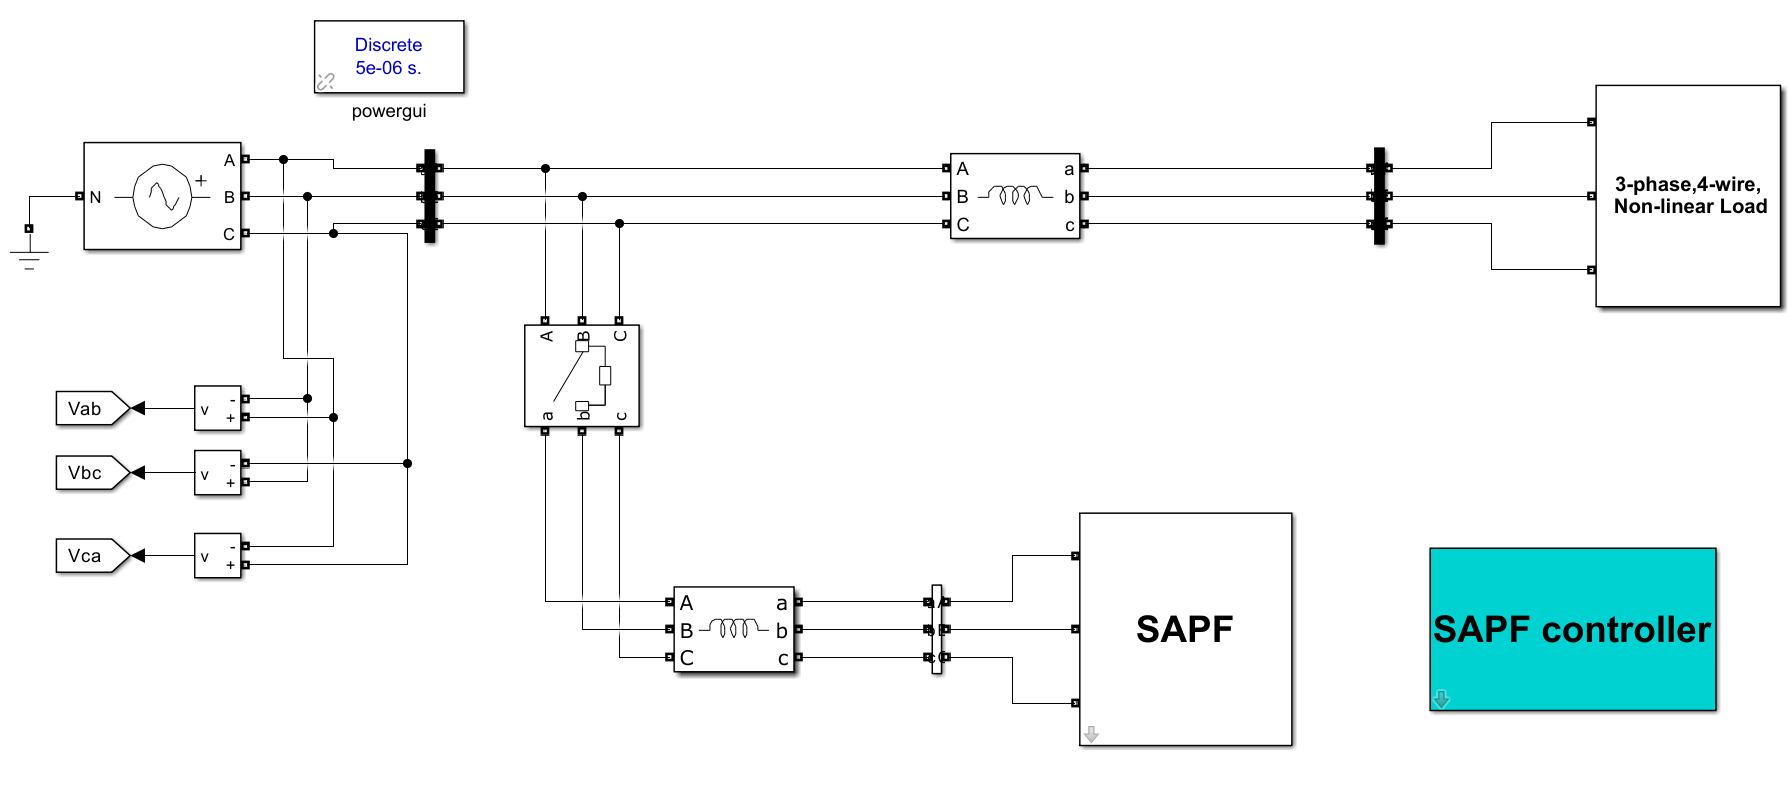 Discrete
5e-06 s.
powergui
N
A
B
C
+
A
B
C
a
b
c
3-phase,4-wire,
Non-linear Load
A
B
C
a
b
c
Vab
v
-
+
Vbc
v
-
+
Vca
v
-
+
A
B
C
a
b
c
SAPF
SAPF controller